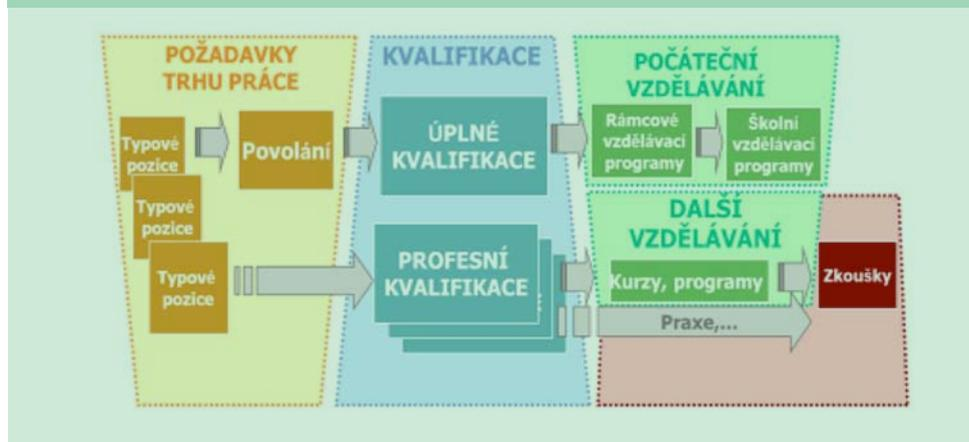 POŽADAVKY
TRHU PRÁCE
Typové
pozice
Typové
pozice
Typové
pozice
Povolání
KVALIFIKACE
ÚPLNÉ
KVALIFIKACE
PROFESNÍ
KVALIFIKACE
POČÁTEČNÍ
VZDĚLÁVÁNÍ
Rámcové
vzdělávací
programy
Školní
vzdělávací
programy
DALŠÍ
VZDĚLÁVÁNÍ
Kurzy, programy
Zkoušky
Praxe,...